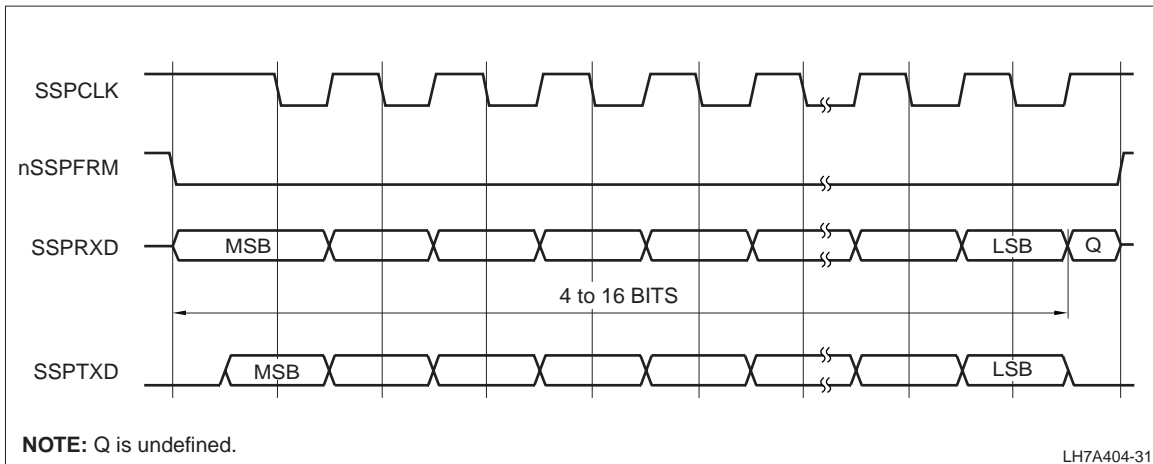 SSPCLK
nSSPFRM
SSPRXD
MSB
LSB
Q
4 to 16 BITS
SSPTXD
MSB
LSB
NOTE: Q is undefined.
LH7A404-31